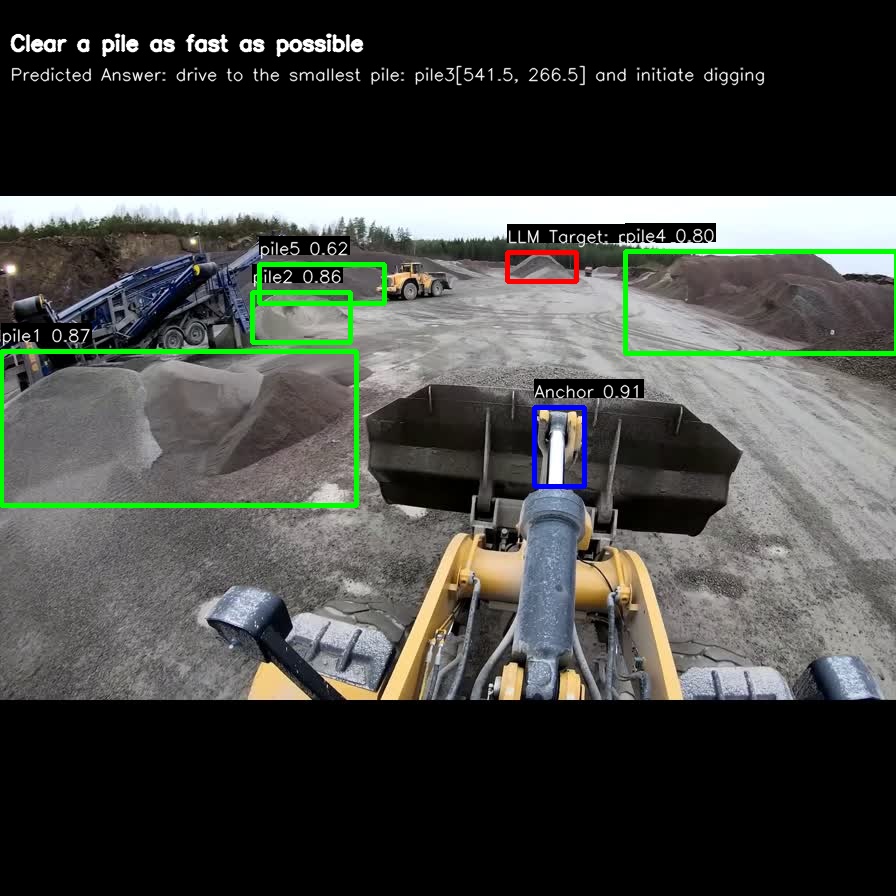 Clear a pile as fast as possible
Predicted Answer: drive to the smallest pile: pile3[541.5, 266.5] and initiate digging
LLM Target:
pile4 0.80
pile5 0.62
pile2 0.86
pile1 0.87
Anchor 0.91